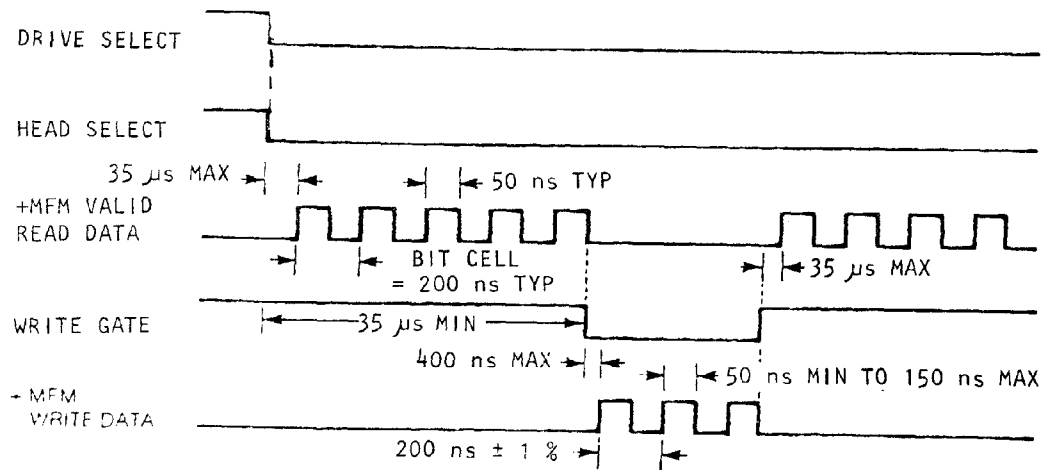 DRIVE SELECT
HEAD SELECT
35 μs MAX
50 ns TYP
+MFM VALID
READ DATA
BIT CELL
= 200 ns TYP
35 μs MAX
WRITE GATE
35 μs MIN
400 ns MAX
50 ns MIN TO 150 ns MAX
+ MFM
WRITE DATA
200 ns ± 1 %